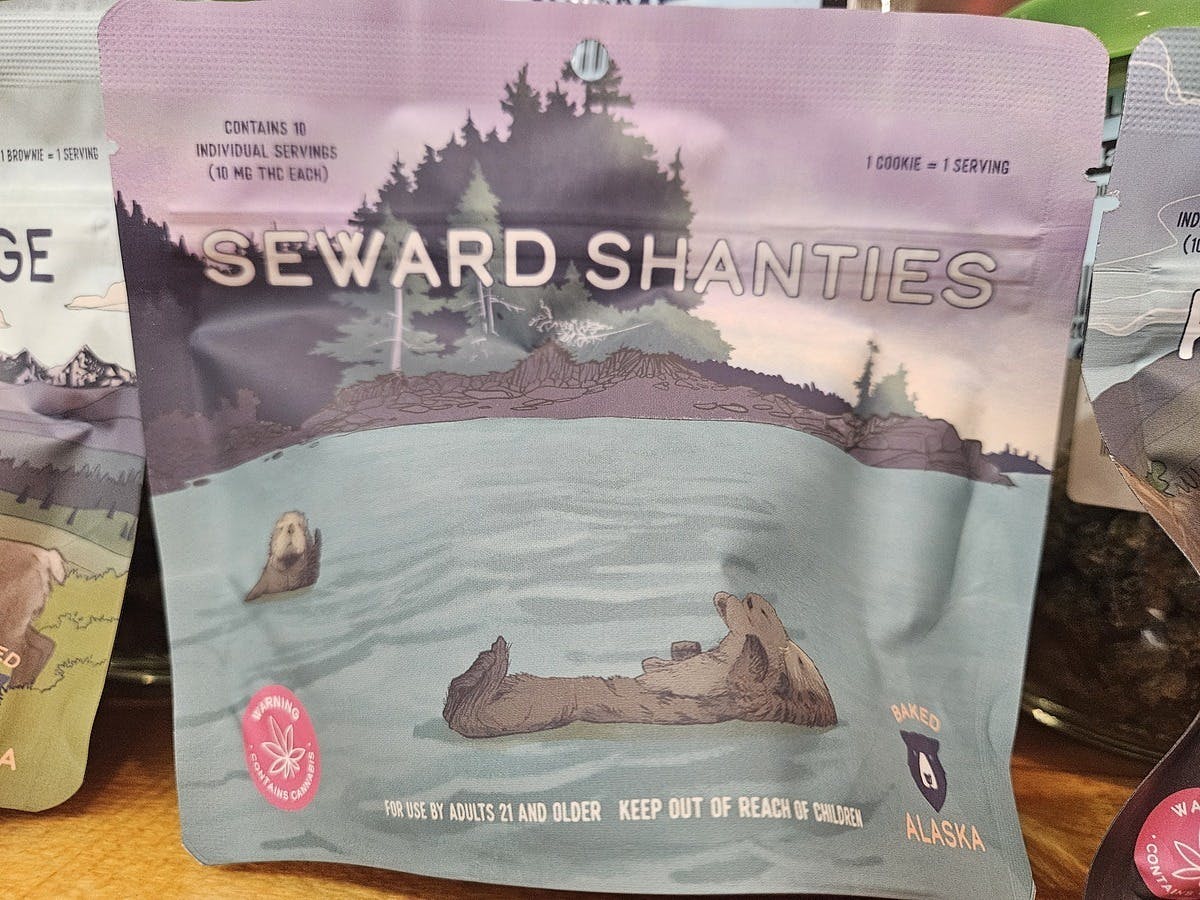 CONTAINS 10
INDIVIDUAL SERVINGS
(10 MG THC EACH)
1 COOKIE = 1 SERVING
SEWARD SHANTIES
WARNING
CONTAINS CANNABIS
FOR USE BY ADULTS 21 AND OLDER KEEP OUT OF REACH OF CHILDREN
BAKED
ALASKA
1 BROWNIE = 1 SERVING